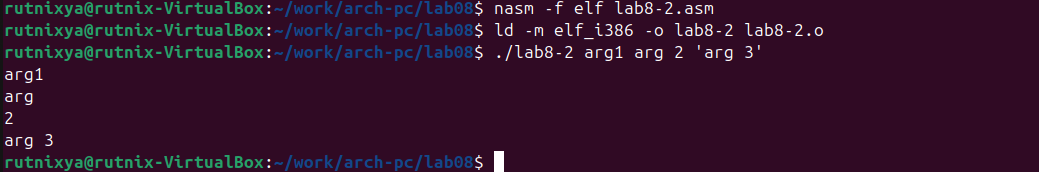 rutnixya@rutnix-VirtualBox:~/work/arch-pc/lab08$ nasm -f elf lab8-2.asm
rutnixya@rutnix-VirtualBox:~/work/arch-pc/lab08$ ld -m elf_i386 -o lab8-2 lab8-2.o
rutnixya@rutnix-VirtualBox:~/work/arch-pc/lab08$ ./lab8-2 arg1 arg 2 'arg 3'
arg1
arg
2
arg 3
rutnixya@rutnix-VirtualBox:~/work/arch-pc/lab08$